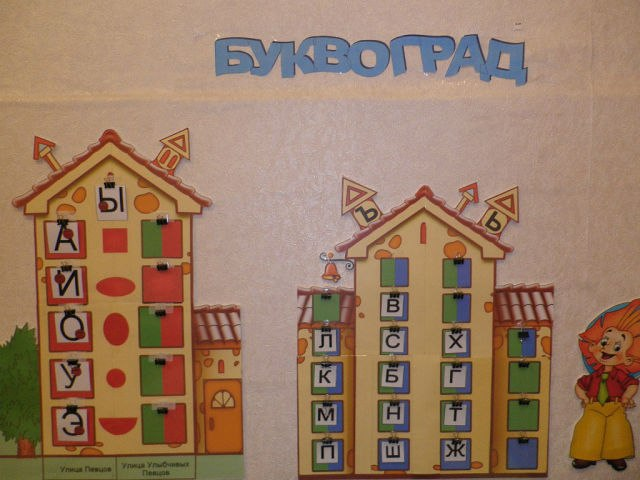 БУКВОГРАД
Ы
А
И
О
У
Э
Улица Певцов
Улица Улыбчивых
Певцов
Ъ Ь
В
Л С Х
К Б Г
М Н Т
П Ш Ж